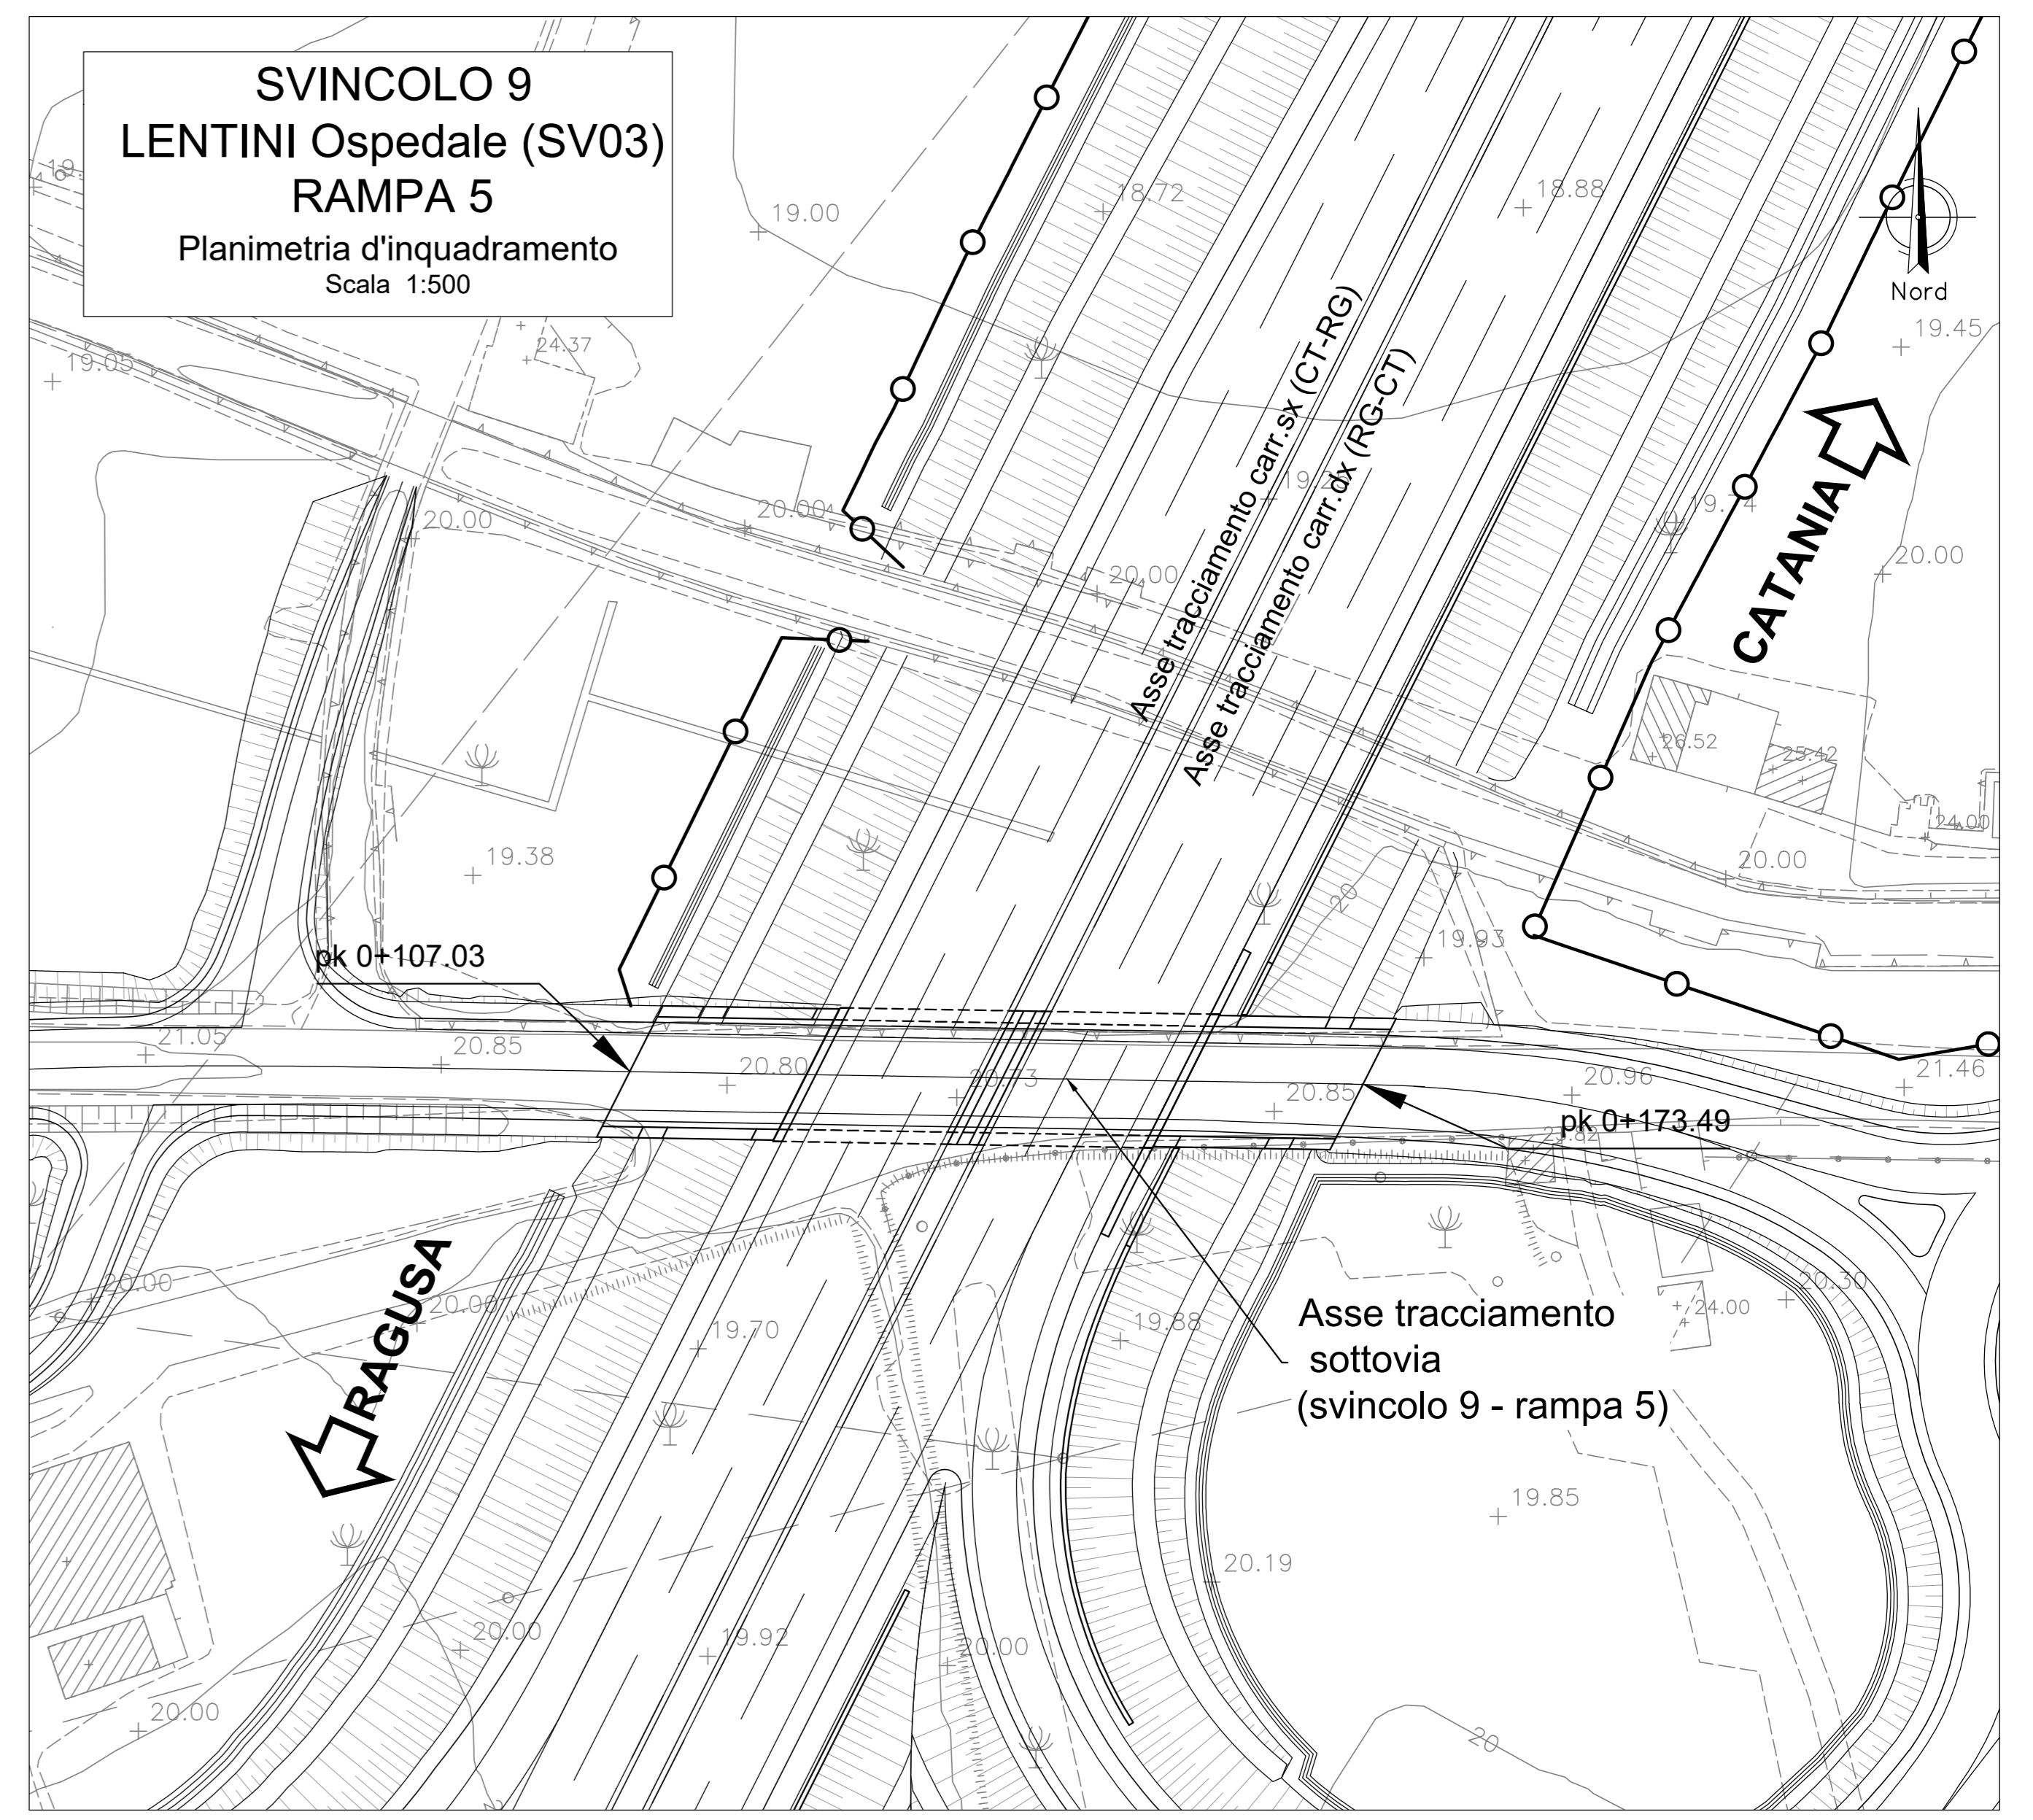 SVINCOLO 9
LENTINI Ospedale (SV03)
RAMPA 5
Planimetria d'inquadramento
Scala 1:500
19.00
18.72
18.88
Nord
19.45
24.37
19.05
Asse tracciamento carr.sx (CT-RG)
Asse tracciamento carr.dx (RG-CT)
CATANIA
19.74
20.00
20.00
20.00
20.00
26.52
25.42
24.00
19.38
20.00
20
19.93
pk 0+107.03
21.05
20.85
20.80
20.73
20.85
20.96
21.46
pk 0+173.49
RAGUSA
20.00
20.00
19.70
19.88
20.30
24.00
Asse tracciamento
sottovia
(svincolo 9 - rampa 5)
19.85
20.19
20.00
19.92
20.00
20.00
20